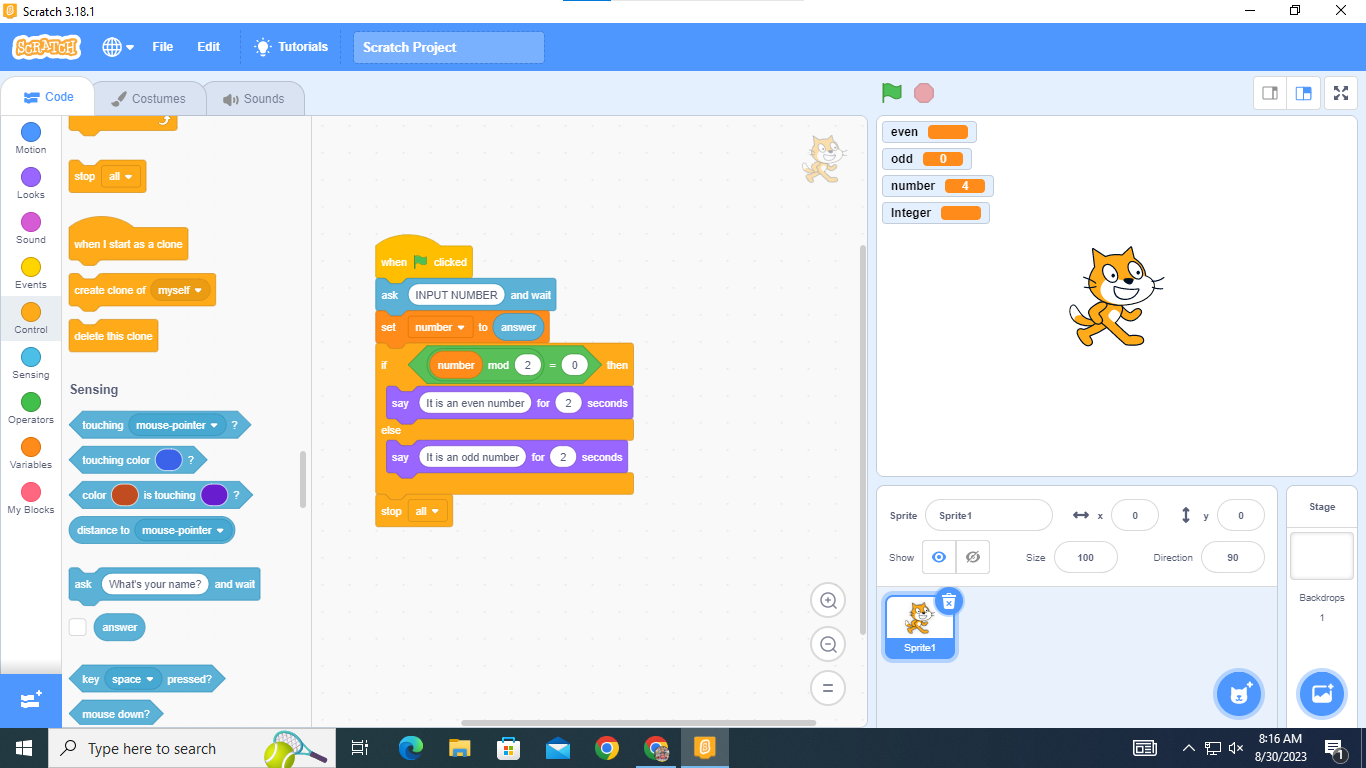 Scratch 3.18.1
SCRATCH
File Edit Tutorials Scratch Project
Code Costumes Sounds
Motion
Looks
Sound
Events
Control
Sensing
Operators
Variables
My Blocks
stop all
when I start as a clone
create clone of myself
delete this clone
Sensing
touching mouse-pointer ?
touching color ?
color is touching ?
distance to mouse-pointer
ask What's your name? and wait
answer
key space pressed?
mouse down?
when clicked
ask INPUT NUMBER and wait
set number to answer
if number mod 2 = 0 then
say It is an even number for 2 seconds
else
say It is an odd number for 2 seconds
stop all
even
odd 0
number 4
Integer
Sprite Sprite1 x 0 y 0
Show Size 100 Direction 90
Sprite1
Stage
Backdrops
1
Type here to search
8:16 AM
8/30/2023
1